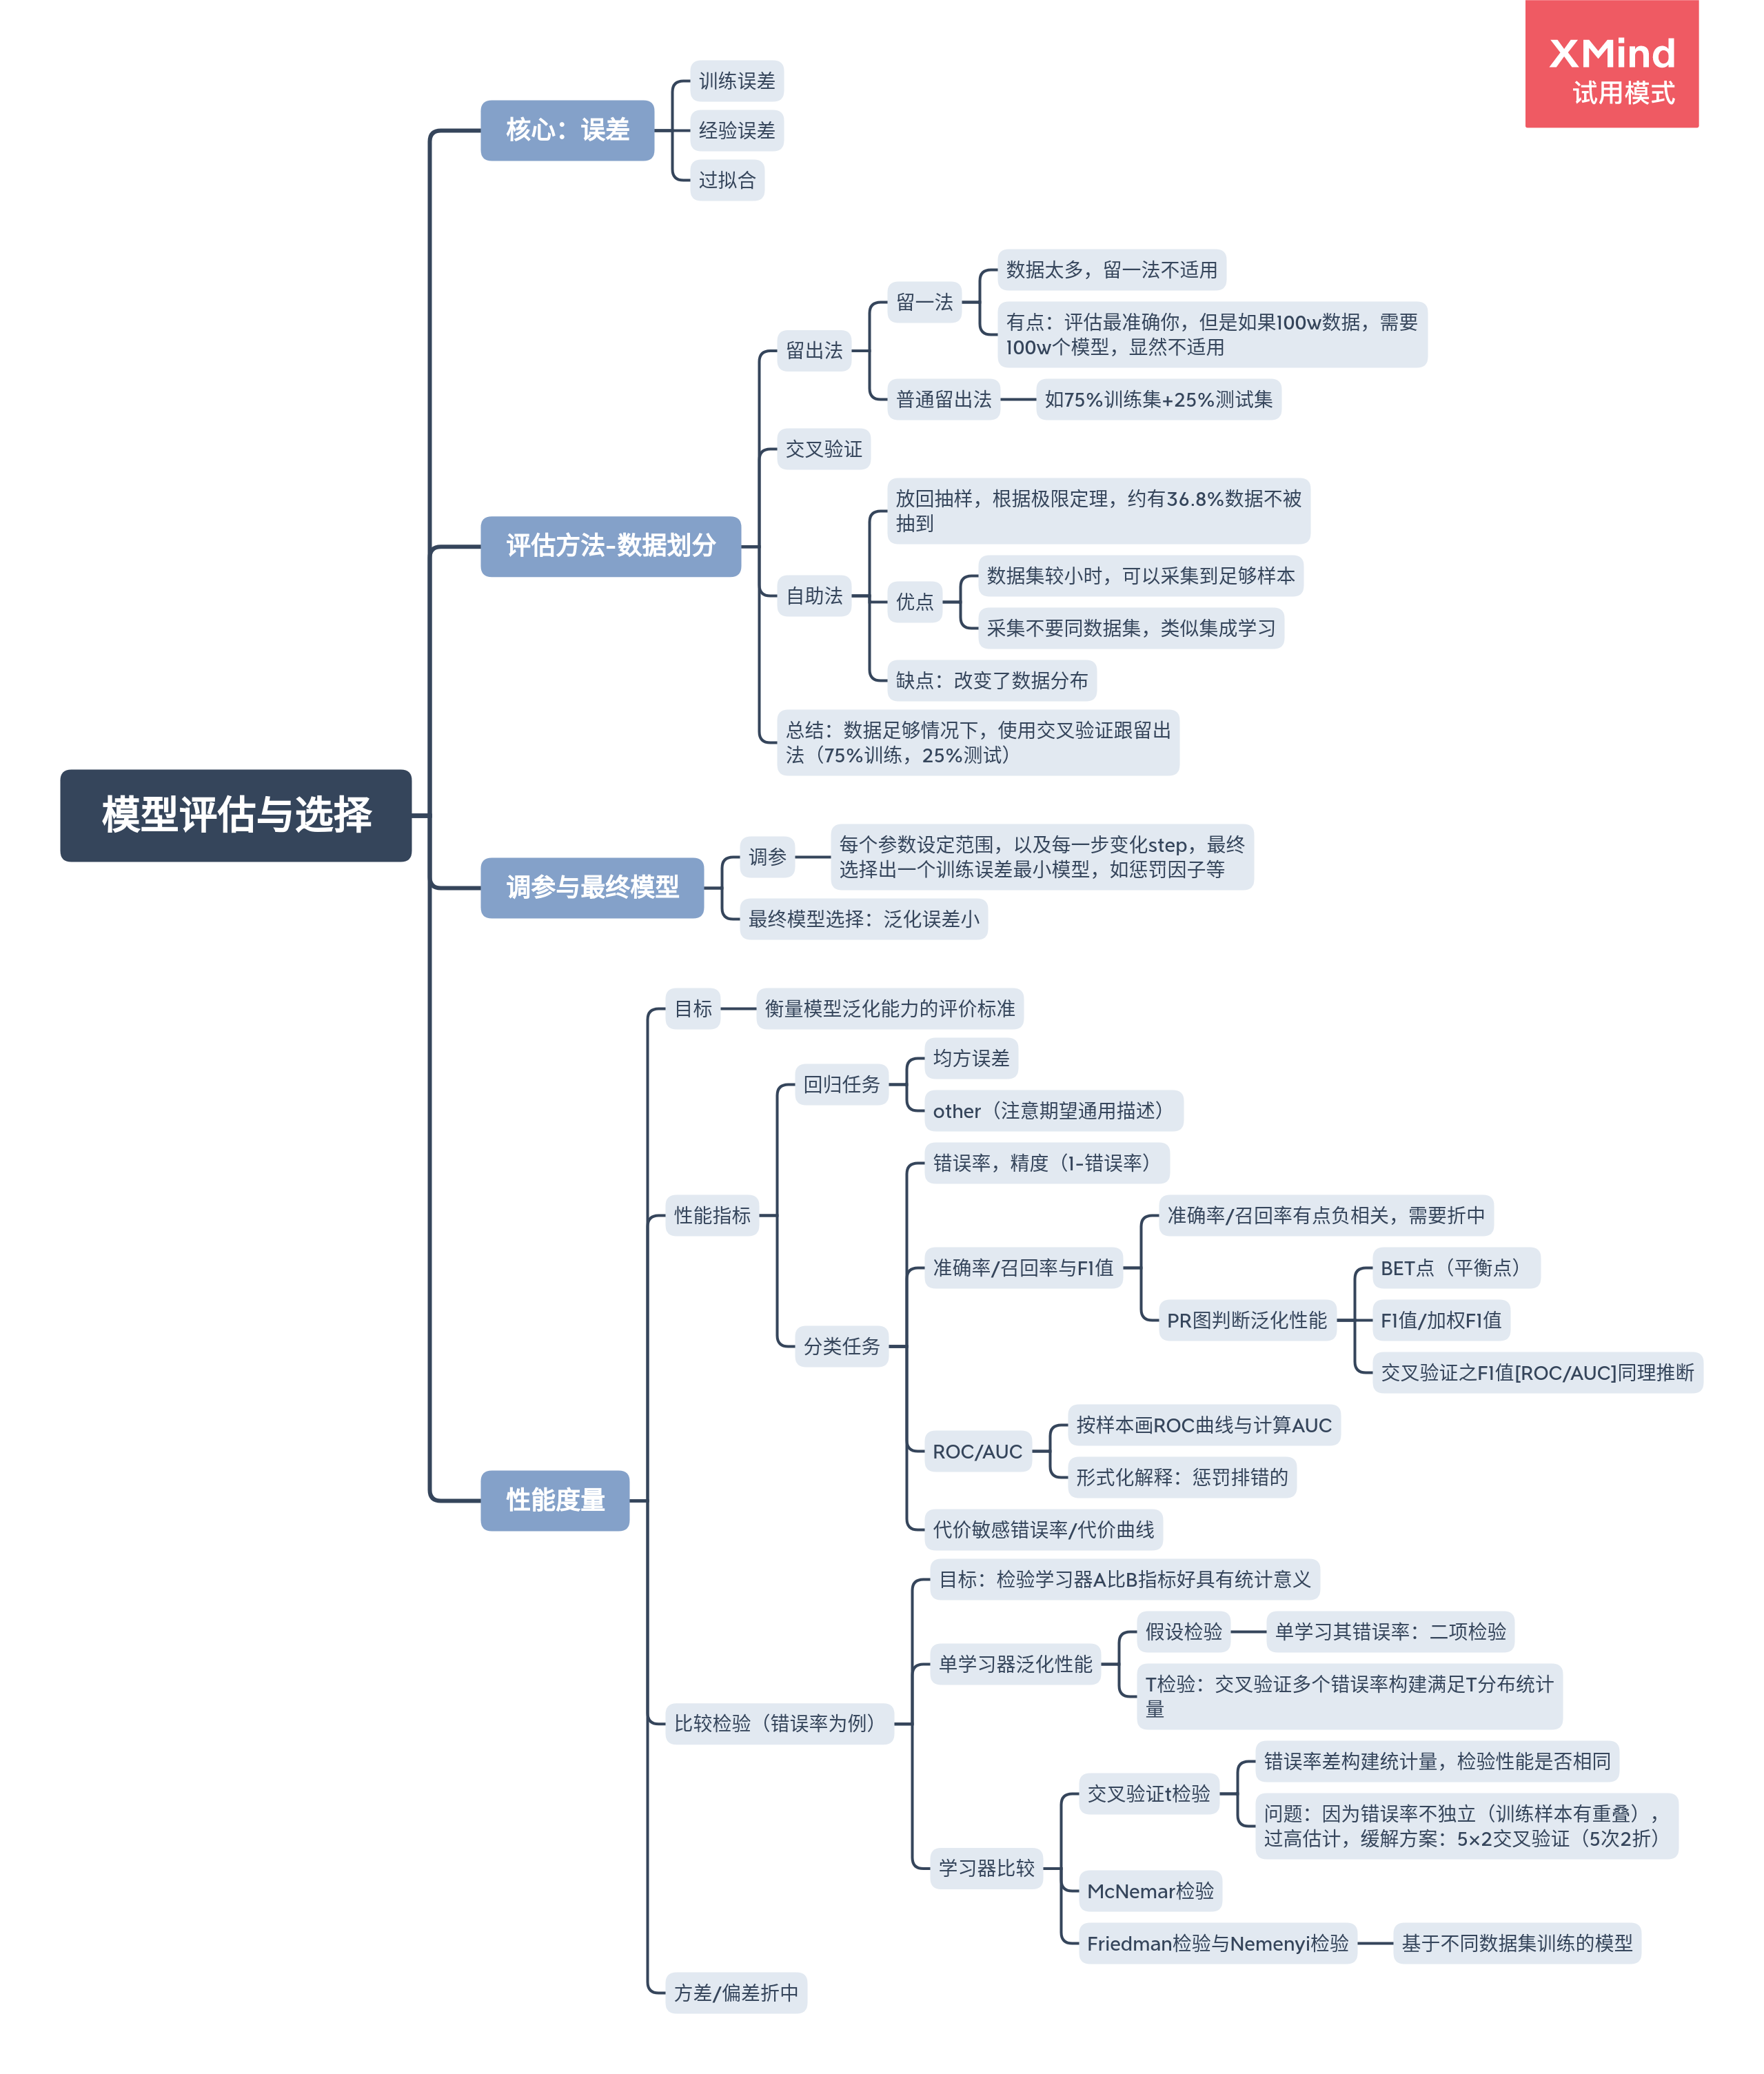 XMind
试用模式
模型评估与选择
核心：误差
训练误差
经验误差
过拟合
评估方法-数据划分
留出法
留一法
数据太多，留一法不适用
有点：评估最准确你，但是如果100w数据，需要
100w个模型，显然不适用
普通留出法
如75%训练集+25%测试集
交叉验证
自助法
放回抽样，根据极限定理，约有36.8%数据不被
抽到
优点
数据集较小时，可以采集到足够样本
采集不要同数据集，类似集成学习
缺点：改变了数据分布
总结：数据足够情况下，使用交叉验证跟留出
法（75%训练，25%测试）
调参与最终模型
调参
每个参数设定范围，以及每一步变化step，最终
选择出一个训练误差最小模型，如惩罚因子等
最终模型选择：泛化误差小
性能度量
目标
衡量模型泛化能力的评价标准
性能指标
回归任务
均方误差
other（注意期望通用描述）
分类任务
错误率，精度（1-错误率）
准确率/召回率与F1值
准确率/召回率有点负相关，需要折中
PR图判断泛化性能
BET点（平衡点）
F1值/加权F1值
交叉验证之F1值[ROC/AUC]同理推断
ROC/AUC
按样本画ROC曲线与计算AUC
形式化解释：惩罚排错的
代价敏感错误率/代价曲线
比较检验（错误率为例）
目标：检验学习器A比B指标好具有统计意义
单学习器泛化性能
假设检验
单学习其错误率：二项检验
T检验：交叉验证多个错误率构建满足T分布统计
量
学习器比较
交叉验证t检验
错误率差构建统计量，检验性能是否相同
问题：因为错误率不独立（训练样本有重叠），
过高估计，缓解方案：5×2交叉验证（5次2折）
McNemar检验
Friedman检验与Nemenyi检验
基于不同数据集训练的模型
方差/偏差折中